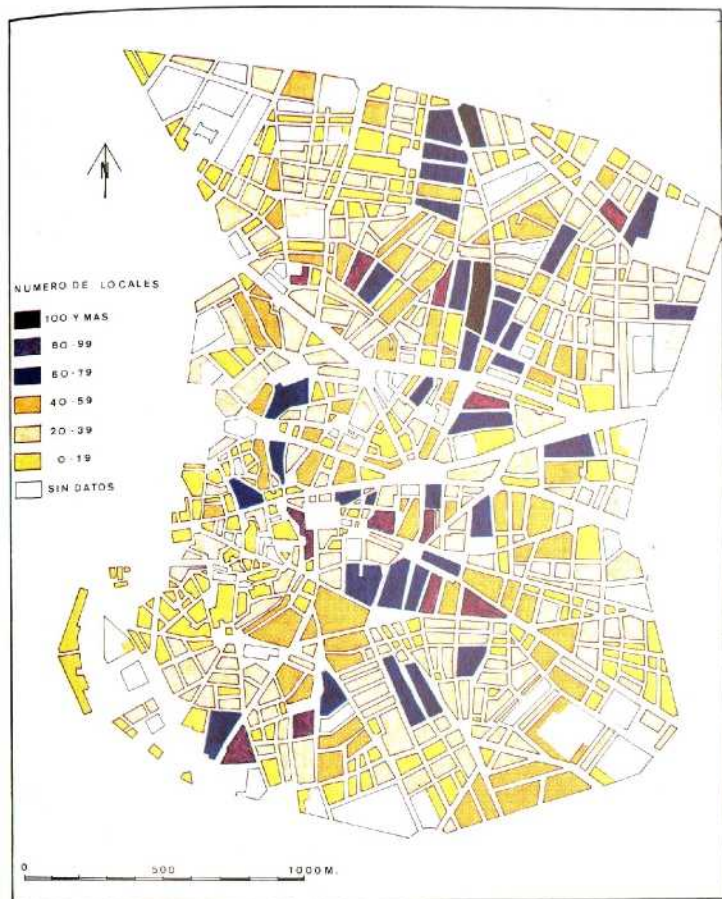 N
NUMERO DE LOCALES
100 Y MAS
80-99
60-79
40-59
20-39
0-19
SIN DATOS
0 500 1000 M.